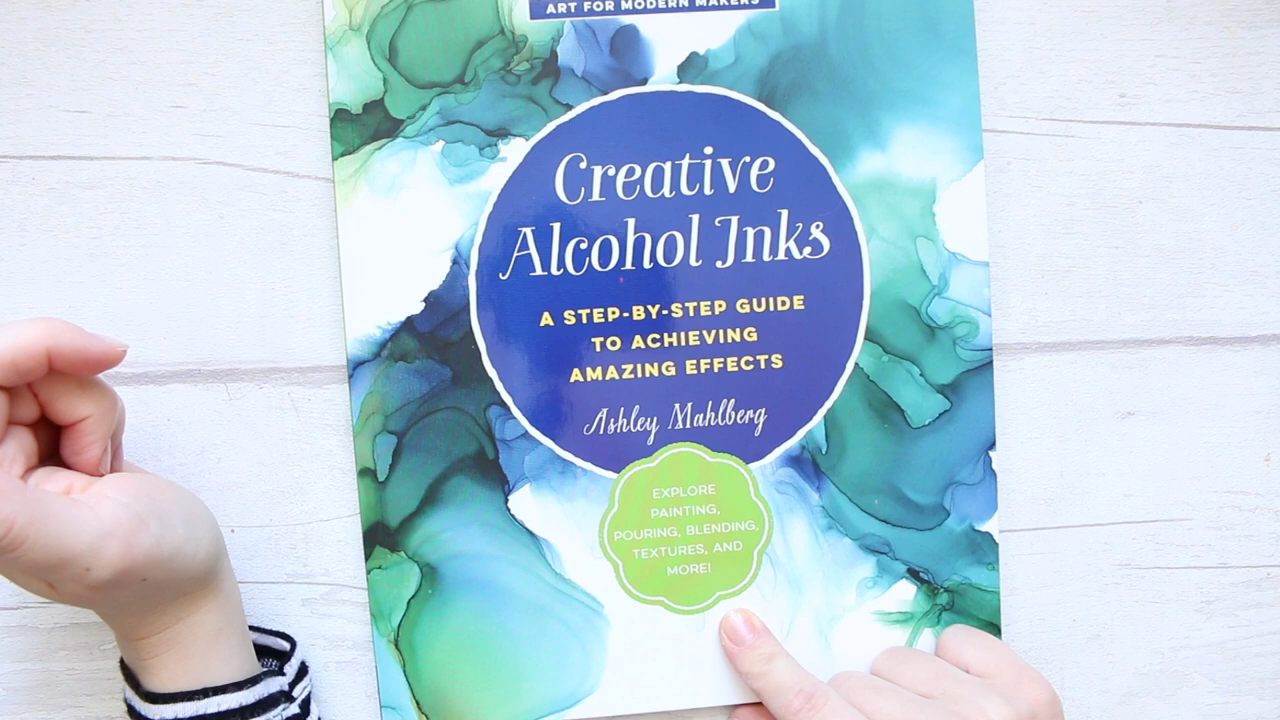 ART FOR MODERN MAKERS
Creative
Alcohol Inks
A STEP-BY-STEP GUIDE
TO ACHIEVING
AMAZING EFFECTS
Ashley Mahlberg
EXPLORE
PAINTING,
POURING, BLENDING,
TEXTURES, AND
MORE!